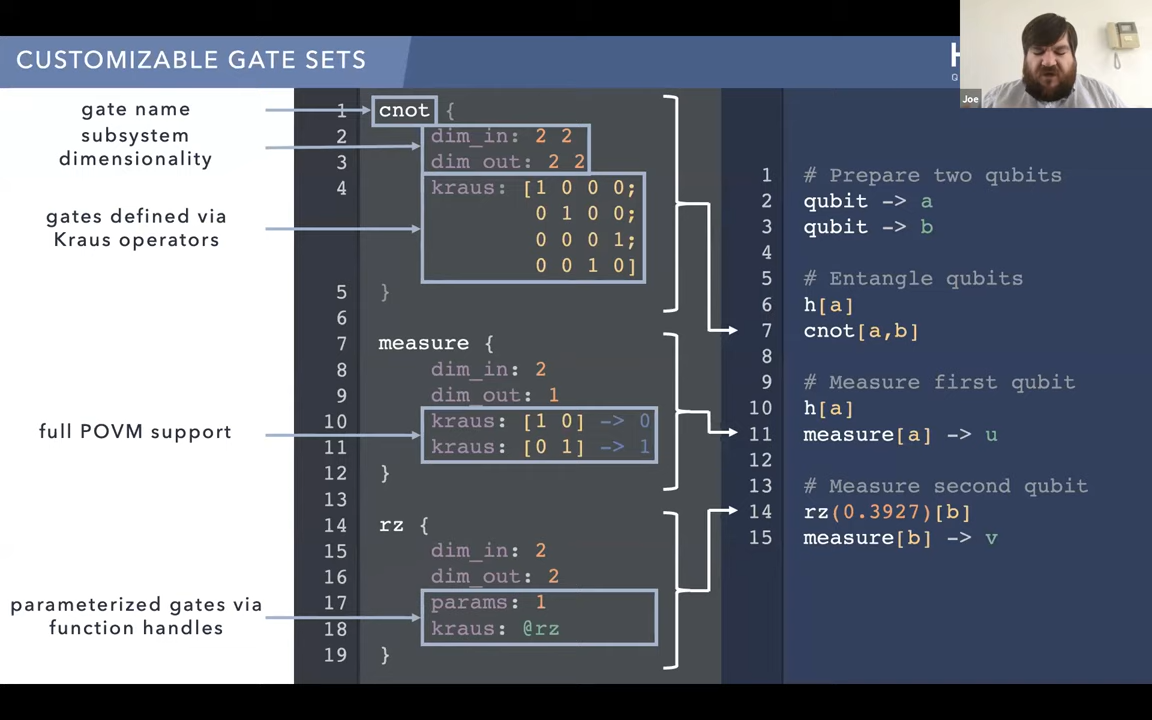 CUSTOMIZABLE GATE SETS
H
Q
Joe
gate name
subsystem
dimensionality
gates defined via
Kraus operators
full POVM support
parameterized gates via
function handles
1 cnot {
2 dim_in: 2 2
3 dim_out: 2 2
4 kraus: [1 0 0 0;
0 1 0 0;
0 0 0 1;
0 0 1 0]
5 }
6
7 measure {
8 dim_in: 2
9 dim_out: 1
10 kraus: [1 0] -> 0
11 kraus: [0 1] -> 1
12 }
13
14 rz {
15 dim_in: 2
16 dim_out: 2
17 params: 1
18 kraus: @rz
19 }
1 # Prepare two qubits
2 qubit -> a
3 qubit -> b
4
5 # Entangle qubits
6 h[a]
7 cnot[a,b]
8
9 # Measure first qubit
10 h[a]
11 measure[a] -> u
12
13 # Measure second qubit
14 rz(0.3927)[b]
15 measure[b] -> v